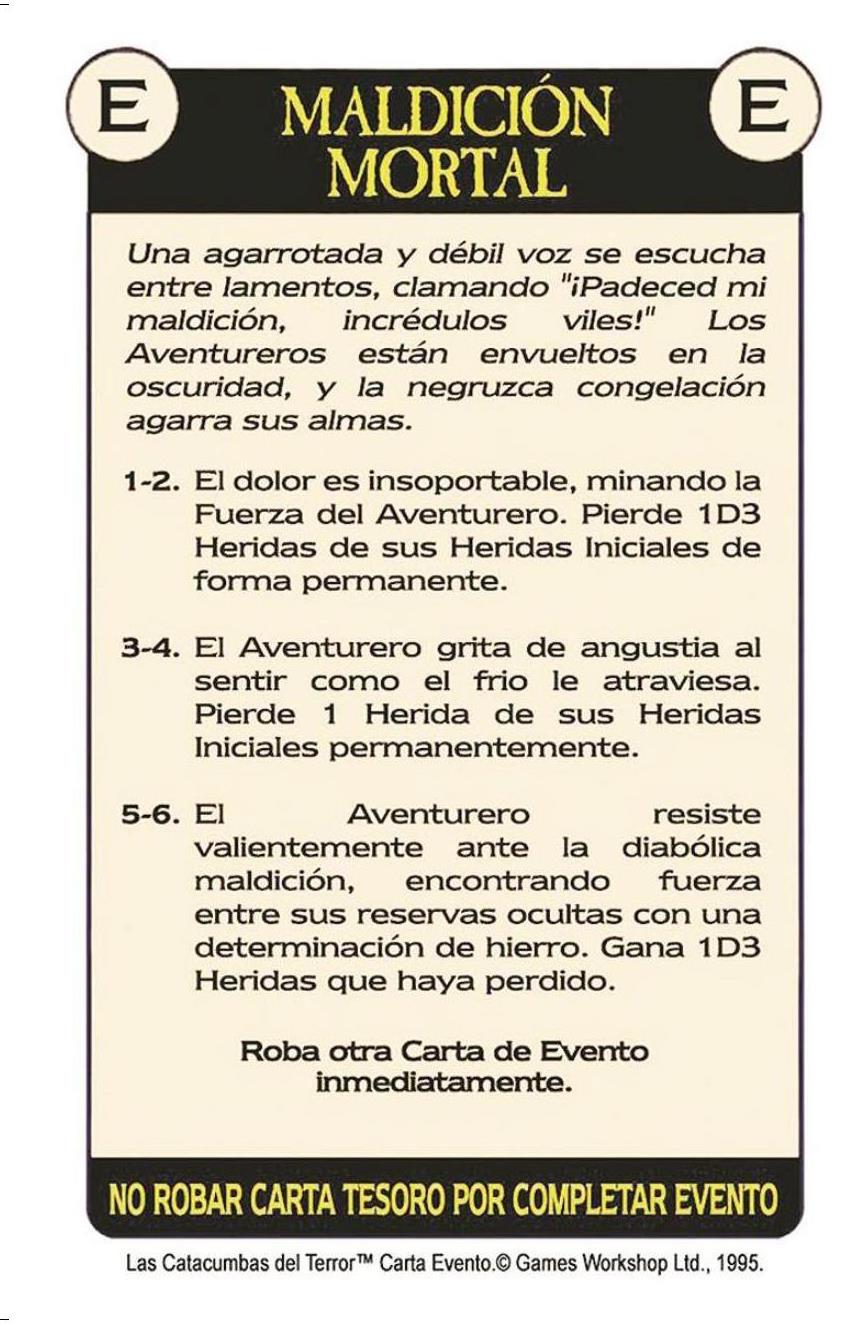 E MALDICIÓN E
MORTAL
Una agarrotada y débil voz se escucha
entre lamentos, clamando "¡Padeced mi
maldición, incrédulos viles!" Los
Aventureros están envueltos en la
oscuridad, y la negruzca congelación
agarra sus almas.
1-2. El dolor es insoportable, minando la
Fuerza del Aventurero. Pierde 1D3
Heridas de sus Heridas Iniciales de
forma permanente.
3-4. El Aventurero grita de angustia al
sentir como el frio le atraviesa.
Pierde 1 Herida de sus Heridas
Iniciales permanentemente.
5-6. El Aventurero resiste
valientemente ante la diabólica
maldición, encontrando fuerza
entre sus reservas ocultas con una
determinación de hierro. Gana 1D3
Heridas que haya perdido.
Roba otra Carta de Evento
inmediatamente.
NO ROBAR CARTA TESORO POR COMPLETAR EVENTO
Las Catacumbas del Terror™ Carta Evento.© Games Workshop Ltd., 1995.